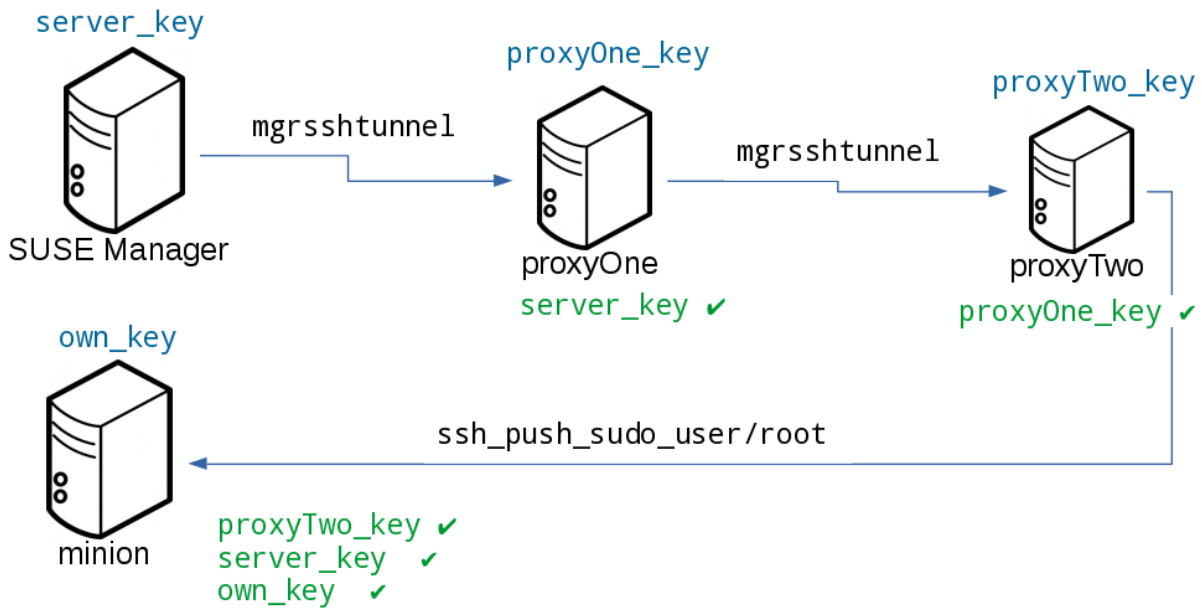 server_key
proxyOne_key
proxyTwo_key
mgrsshtunnel
mgrsshtunnel
SUSE Manager
proxyOne
proxyTwo
server_key ✔
proxyOne_key ✔
own_key
ssh_push_sudo_user/root
minion
proxyTwo_key ✔
server_key ✔
own_key ✔